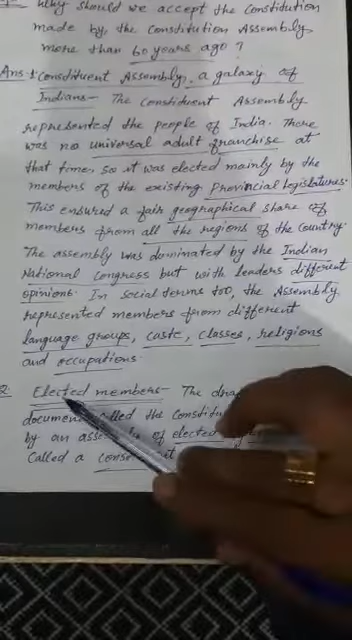 Why should we accept the Constitution
made by the Constitution Assembly
more than 60 years ago?
Ans 1. Constituent Assembly, a galaxy of
Indians - The Constituent Assembly
represented the people of India. There
was no universal adult franchise at
that time, so it was elected mainly by the
members of the existing Provincial legislatures.
This ensured a fair geographical share of
members from all the regions of the Country.
The assembly was dominated by the Indian
National Congress but with leaders different
opinions. In social terms too, the Assembly
represented members from different
language groups, caste, classes, religions
and occupations.
2 Elected members - The
document called the
by an of elected
Called a